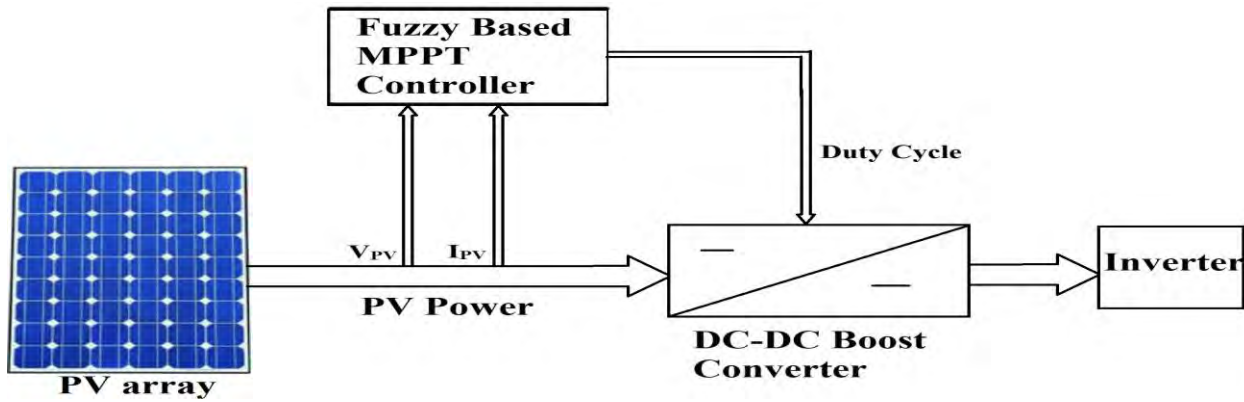 Fuzzy Based
MPPT
Controller
Duty Cycle
VPV
IPV
PV Power
Inverter
DC-DC Boost
Converter
PV array